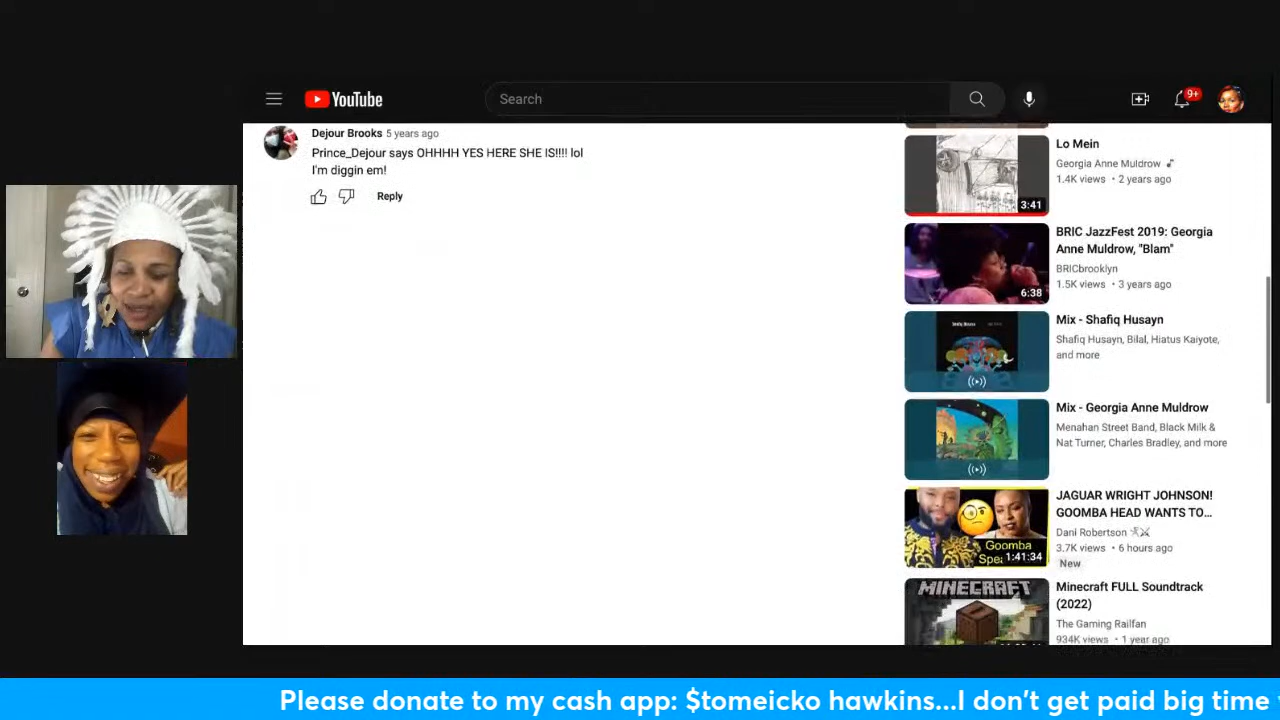 YouTube
Search
9+
Dejour Brooks 5 years ago
Prince_Dejour says OHHHH YES HERE SHE IS!!!! lol
I'm diggin em!
Reply
Lo Mein
Georgia Anne Muldrow
1.4K views • 2 years ago
3:41
BRIC JazzFest 2019: Georgia
Anne Muldrow, "Blam"
BRICbrooklyn
1.5K views • 3 years ago
6:38
Mix - Shafiq Husayn
Shafiq Husayn, Bilal, Hiatus Kaiyote,
and more
Mix - Georgia Anne Muldrow
Menahan Street Band, Black Milk &
Nat Turner, Charles Bradley, and more
JAGUAR WRIGHT JOHNSON!
GOOMBA HEAD WANTS TO...
Dani Robertson
3.7K views • 6 hours ago
New
Goomba
Spea
1:41:34
MINECRAFT
Minecraft FULL Soundtrack
(2022)
The Gaming Railfan
934K views • 1 year ago
Please donate to my cash app: $tomeicko hawkins...I don't get paid big time